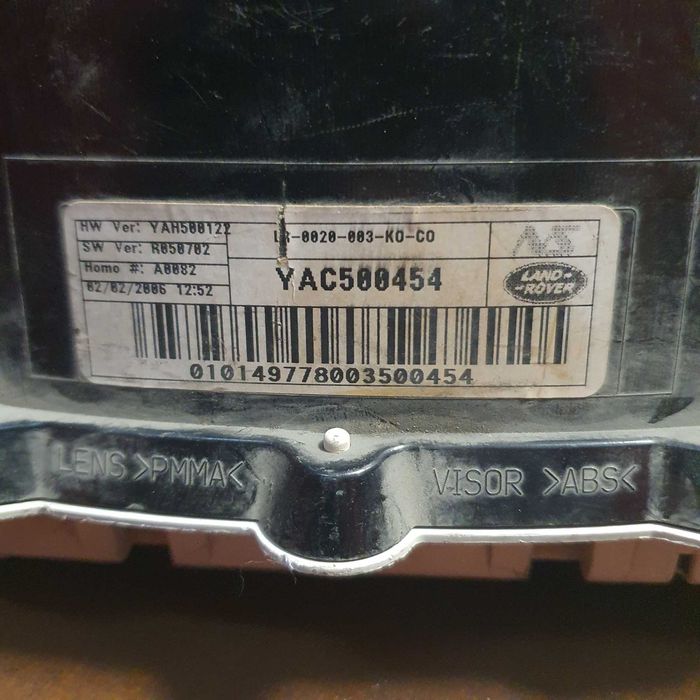 HW Ver: YAH500122
SW Ver: R050702
Homo #: A0082
02/02/2006 12:52
LR-0020-003-KO-CO
YAC500454
LAND-
-ROVER
010149778003500454
LENS >PMMA<
VISOR >ABS<